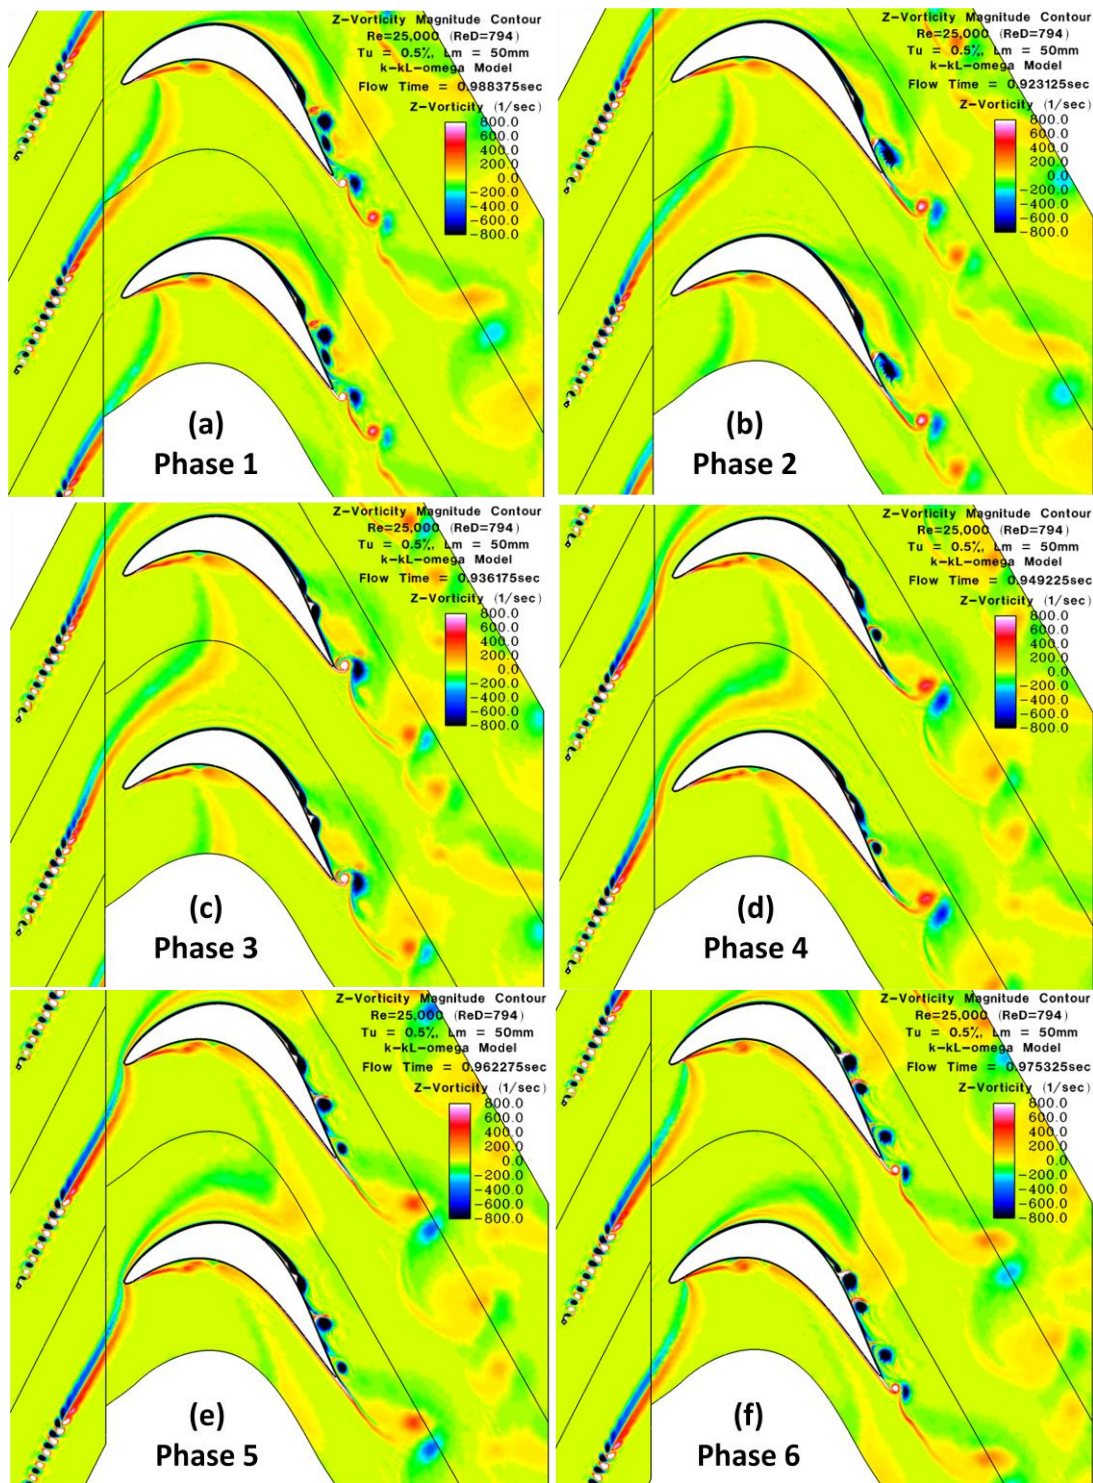 Z-Vorticity Magnitude Contour
Re=25,000 (ReD=794)
Tu = 0.5%, Lm = 50mm
k-kL-omega Model
Flow Time = 0.988375sec
Z-Vorticity (1/sec)
800.0
600.0
400.0
200.0
0.0
-200.0
-400.0
-600.0
-800.0
(a)
Phase 1
Z-Vorticity Magnitude Contour
Re=25,000 (ReD=794)
Tu = 0.5%, Lm = 50mm
k-kL-omega Model
Flow Time = 0.923125sec
Z-Vorticity (1/sec)
800.0
600.0
400.0
200.0
0.0
-200.0
-400.0
-600.0
-800.0
(b)
Phase 2
Z-Vorticity Magnitude Contour
Re=25,000 (ReD=794)
Tu = 0.5%, Lm = 50mm
k-kL-omega Model
Flow Time = 0.936175sec
Z-Vorticity (1/sec)
800.0
600.0
400.0
200.0
0.0
-200.0
-400.0
-600.0
-800.0
(c)
Phase 3
Z-Vorticity Magnitude Contour
Re=25,000 (ReD=794)
Tu = 0.5%, Lm = 50mm
k-kL-omega Model
Flow Time = 0.949225sec
Z-Vorticity (1/sec)
800.0
600.0
400.0
200.0
0.0
-200.0
-400.0
-600.0
-800.0
(d)
Phase 4
Z-Vorticity Magnitude Contour
Re=25,000 (ReD=794)
Tu = 0.5%, Lm = 50mm
k-kL-omega Model
Flow Time = 0.962275sec
Z-Vorticity (1/sec)
800.0
600.0
400.0
200.0
0.0
-200.0
-400.0
-600.0
-800.0
(e)
Phase 5
Z-Vorticity Magnitude Contour
Re=25,000 (ReD=794)
Tu = 0.5%, Lm = 50mm
k-kL-omega Model
Flow Time = 0.975325sec
Z-Vorticity (1/sec)
800.0
600.0
400.0
200.0
0.0
-200.0
-400.0
-600.0
-800.0
(f)
Phase 6